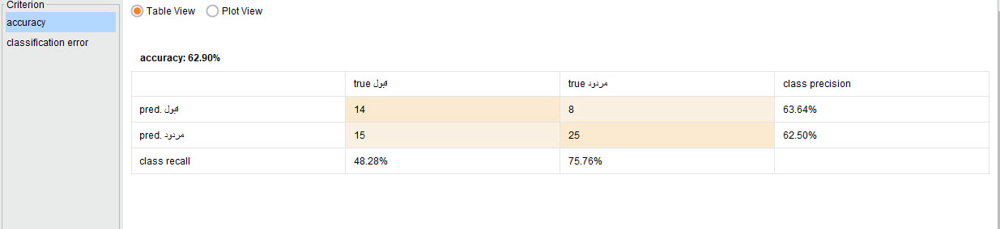 Criterion
accuracy
classification error
Table View Plot View
accuracy: 62.90%
true قبول true مردود class precision
pred. قبول 14 8 63.64%
pred. مردود 15 25 62.50%
class recall 48.28% 75.76%